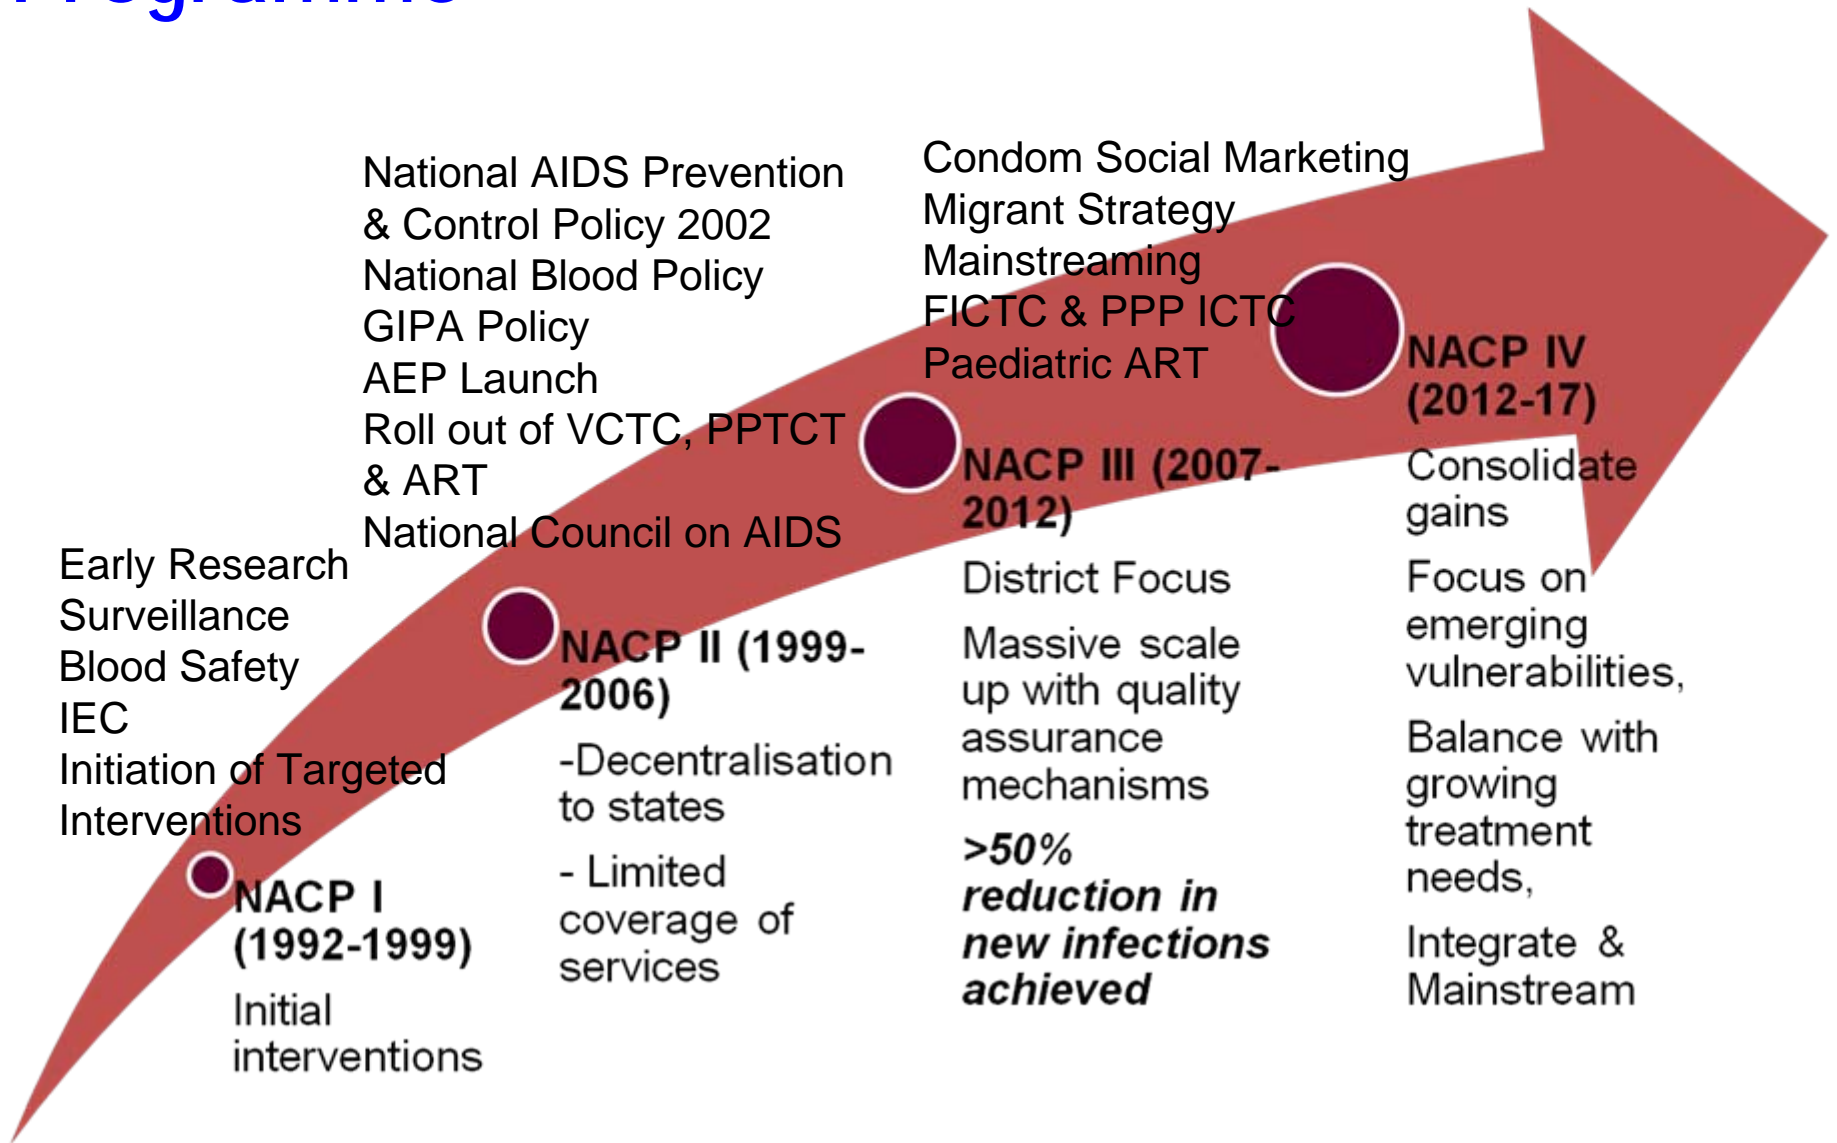 Programme
National AIDS Prevention
& Control Policy 2002
National Blood Policy
GIPA Policy
AEP Launch
Roll out of VCTC, PPTCT
& ART
National Council on AIDS
Condom Social Marketing
Migrant Strategy
Mainstreaming
FICTC & PPP ICTC
Paediatric ART
Early Research
Surveillance
Blood Safety
IEC
Initiation of Targeted
Interventions
NACP I
(1992-1999)
Initial
interventions
NACP II (1999-
2006)
-Decentralisation
to states
- Limited
coverage of
services
NACP III (2007-
2012)
District Focus
Massive scale
up with quality
assurance
mechanisms
>50%
reduction in
new infections
achieved
NACP IV
(2012-17)
Consolidate
gains
Focus on
emerging
vulnerabilities,
Balance with
growing
treatment
needs,
Integrate &
Mainstream